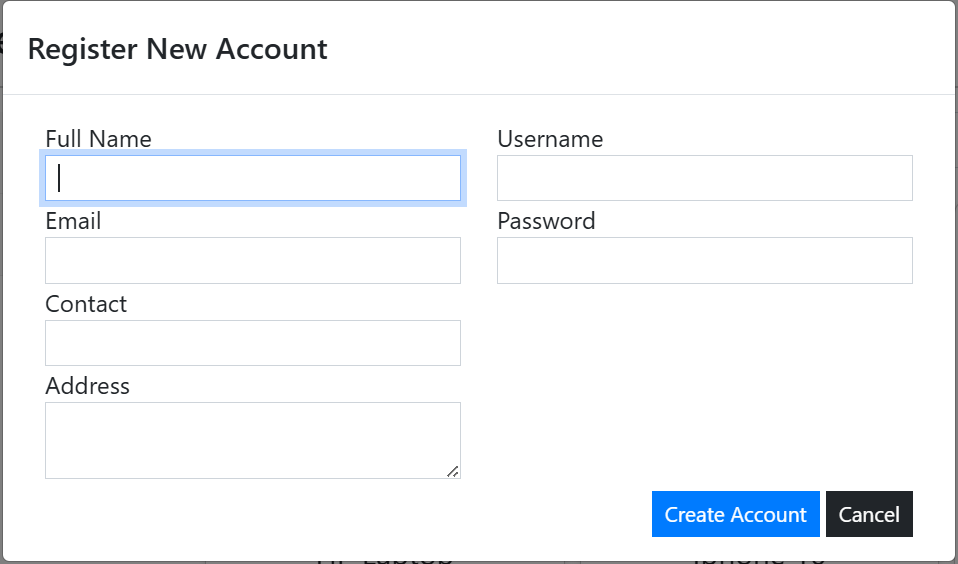 Register New Account
Full Name
Username
Email
Password
Contact
Address
Create Account
Cancel